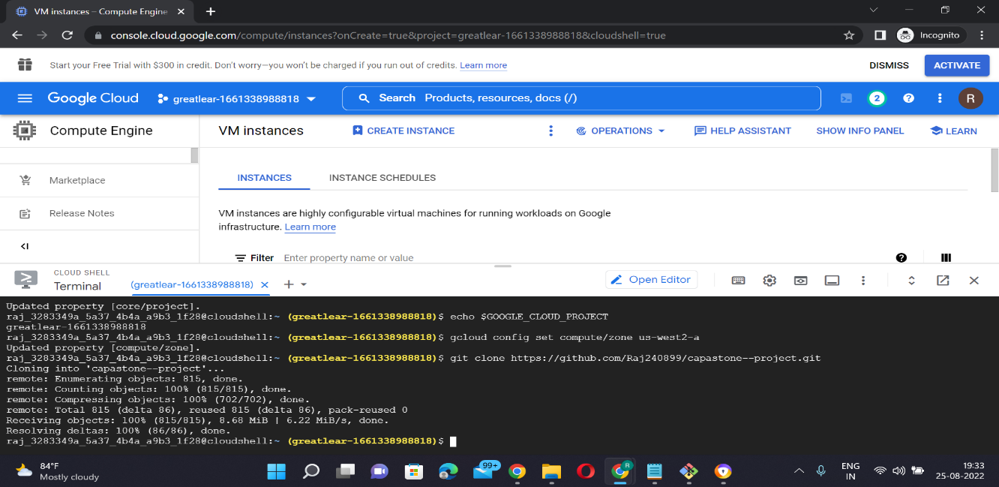 VM instances – Compute Engine
console.cloud.google.com/compute/instances?onCreate=true&project=greatlear-1661338988818&cloudshell=true
Incognito
Start your Free Trial with $300 in credit. Don't worry—you won't be charged if you run out of credits. Learn more
DISMISS
ACTIVATE
Google Cloud
greatlear-1661338988818
Search Products, resources, docs (/)
2
R
Compute Engine
VM instances
CREATE INSTANCE
OPERATIONS
HELP ASSISTANT
SHOW INFO PANEL
LEARN
Marketplace
Release Notes
INSTANCES
INSTANCE SCHEDULES
VM instances are highly configurable virtual machines for running workloads on Google
infrastructure. Learn more
Filter Enter property name or value
CLOUD SHELL
Terminal
(greatlear-1661338988818)
Open Editor
Updated property [core/project].
raj_3283349a_5a37_4b4a_a9b3_1f28@cloudshell:~ (greatlear-1661338988818)$ echo $GOOGLE_CLOUD_PROJECT
greatlear-1661338988818
raj_3283349a_5a37_4b4a_a9b3_1f28@cloudshell:~ (greatlear-1661338988818)$ gcloud config set compute/zone us-west2-a
Updated property [compute/zone].
raj_3283349a_5a37_4b4a_a9b3_1f28@cloudshell:~ (greatlear-1661338988818)$ git clone https://github.com/Raj240899/capastone--project.git
Cloning into 'capastone--project'...
remote: Enumerating objects: 815, done.
remote: Counting objects: 100% (815/815), done.
remote: Compressing objects: 100% (702/702), done.
remote: Total 815 (delta 86), reused 815 (delta 86), pack-reused 0
Receiving objects: 100% (815/815), 8.68 MiB | 6.22 MiB/s, done.
Resolving deltas: 100% (86/86), done.
raj_3283349a_5a37_4b4a_a9b3_1f28@cloudshell:~ (greatlear-1661338988818)$
84°F
Mostly cloudy
99+
R
ENG
IN
19:33
25-08-2022